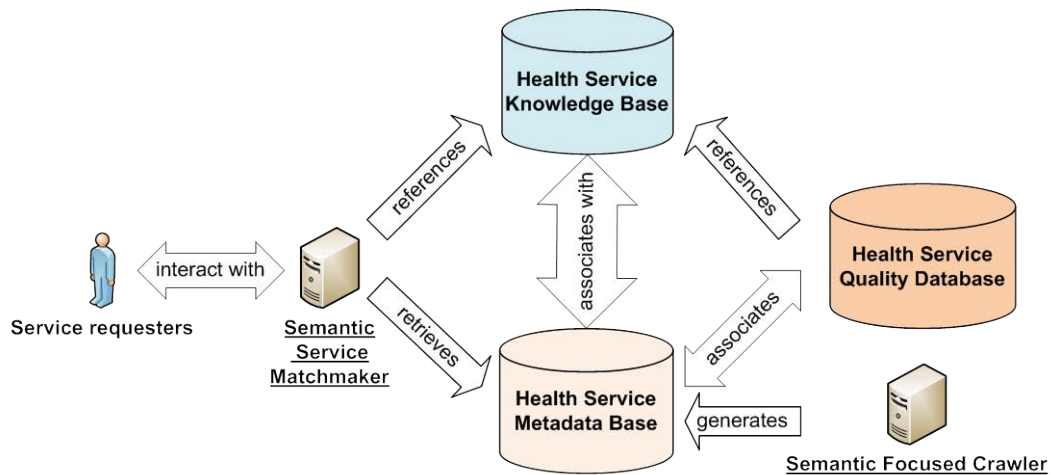 Health Service
Knowledge Base
references
references
associates with
interact with
Health Service
Quality Database
Service requesters
Semantic
Service
Matchmaker
retrieves
associates
Health Service
Metadata Base
generates
Semantic Focused Crawler